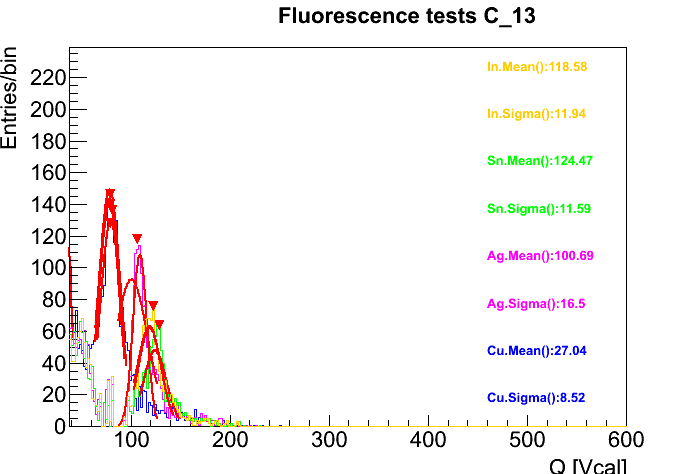 Fluorescence tests C_13
Entries/bin
220
200
180
160
140
120
100
80
60
40
20
0
In.Mean():118.58
In.Sigma():11.94
Sn.Mean():124.47
Sn.Sigma():11.59
Ag.Mean():100.69
Ag.Sigma():16.5
Cu.Mean():27.04
Cu.Sigma():8.52
100 200 300 400 500 600
Q [Vcal]